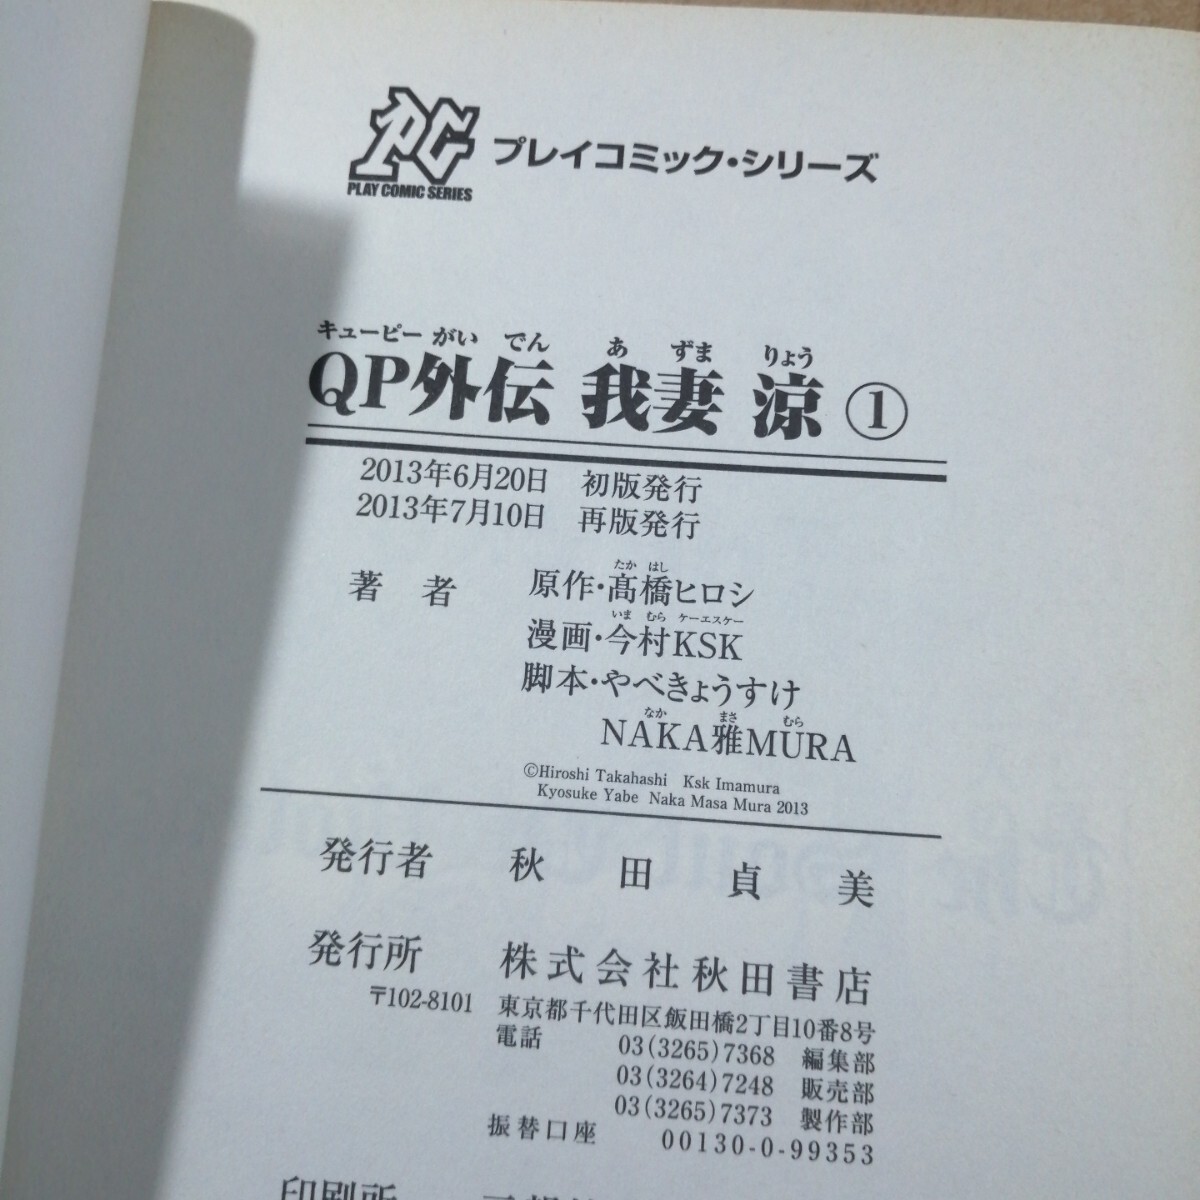 PC プレイコミック・シリーズ
PLAY COMIC SERIES
キューピー がい でん あ ずま りょう
QP外伝 我妻 涼 ①
2013年6月20日 初版発行
2013年7月10日 再版発行
たか はし
著者 原作・髙橋ヒロシ
いま むら ケーエスケー
漫画・今村KSK
脚本・やべきょうすけ
なか まさ むら
NAKA雅MURA
©Hiroshi Takahashi Ksk Imamura
Kyosuke Yabe Naka Masa Mura 2013
発行者 秋田貞美
発行所 株式会社秋田書店
〒102-8101 東京都千代田区飯田橋2丁目10番8号
電話 03(3265)7368 編集部
03(3264)7248 販売部
03(3265)7373 製作部
振替口座 00130-0-99353
印刷所